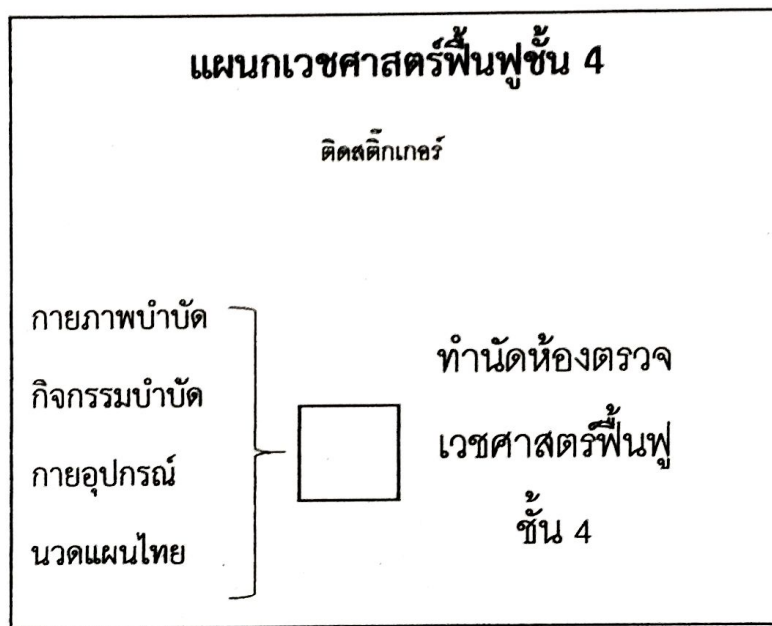 แผนกเวชศาสตร์ฟื้นฟูชั้น 4
ติดสติ๊กเกอร์
กายภาพบำบัด
กิจกรรมบำบัด
กายอุปกรณ์
นวดแผนไทย
ทำนัดห้องตรวจ
เวชศาสตร์ฟื้นฟู
ชั้น 4